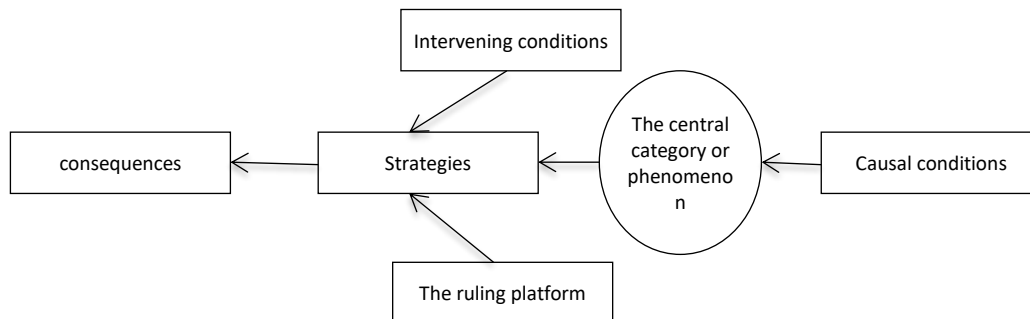 Intervening conditions
consequences
Strategies
The central
category or
phenomeno
n
Causal conditions
The ruling platform